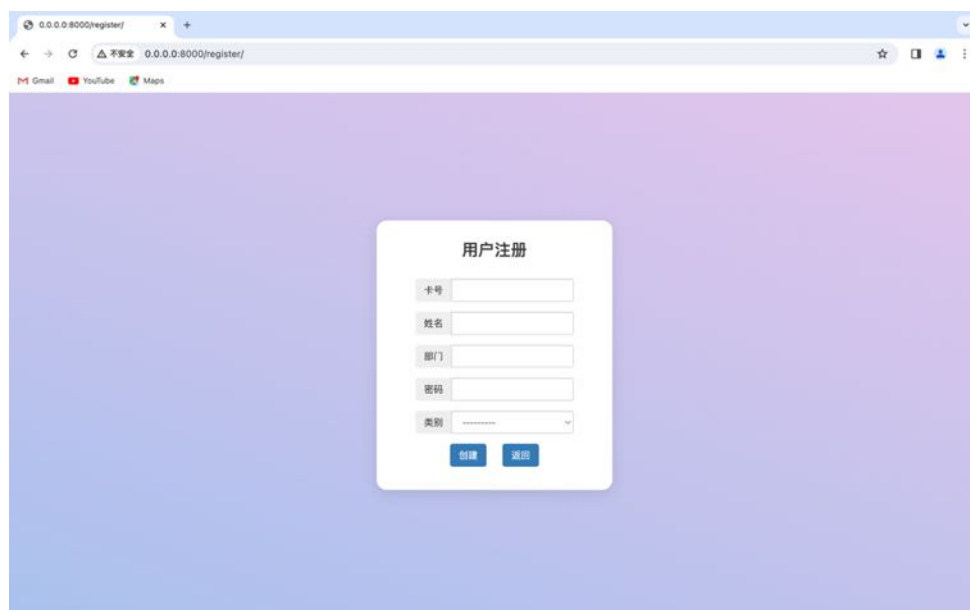 0.0.0.0:8000/register/
不安全 0.0.0.0:8000/register/
Gmail YouTube Maps
用户注册
卡号
姓名
部门
密码
类别 ---------
创建 返回